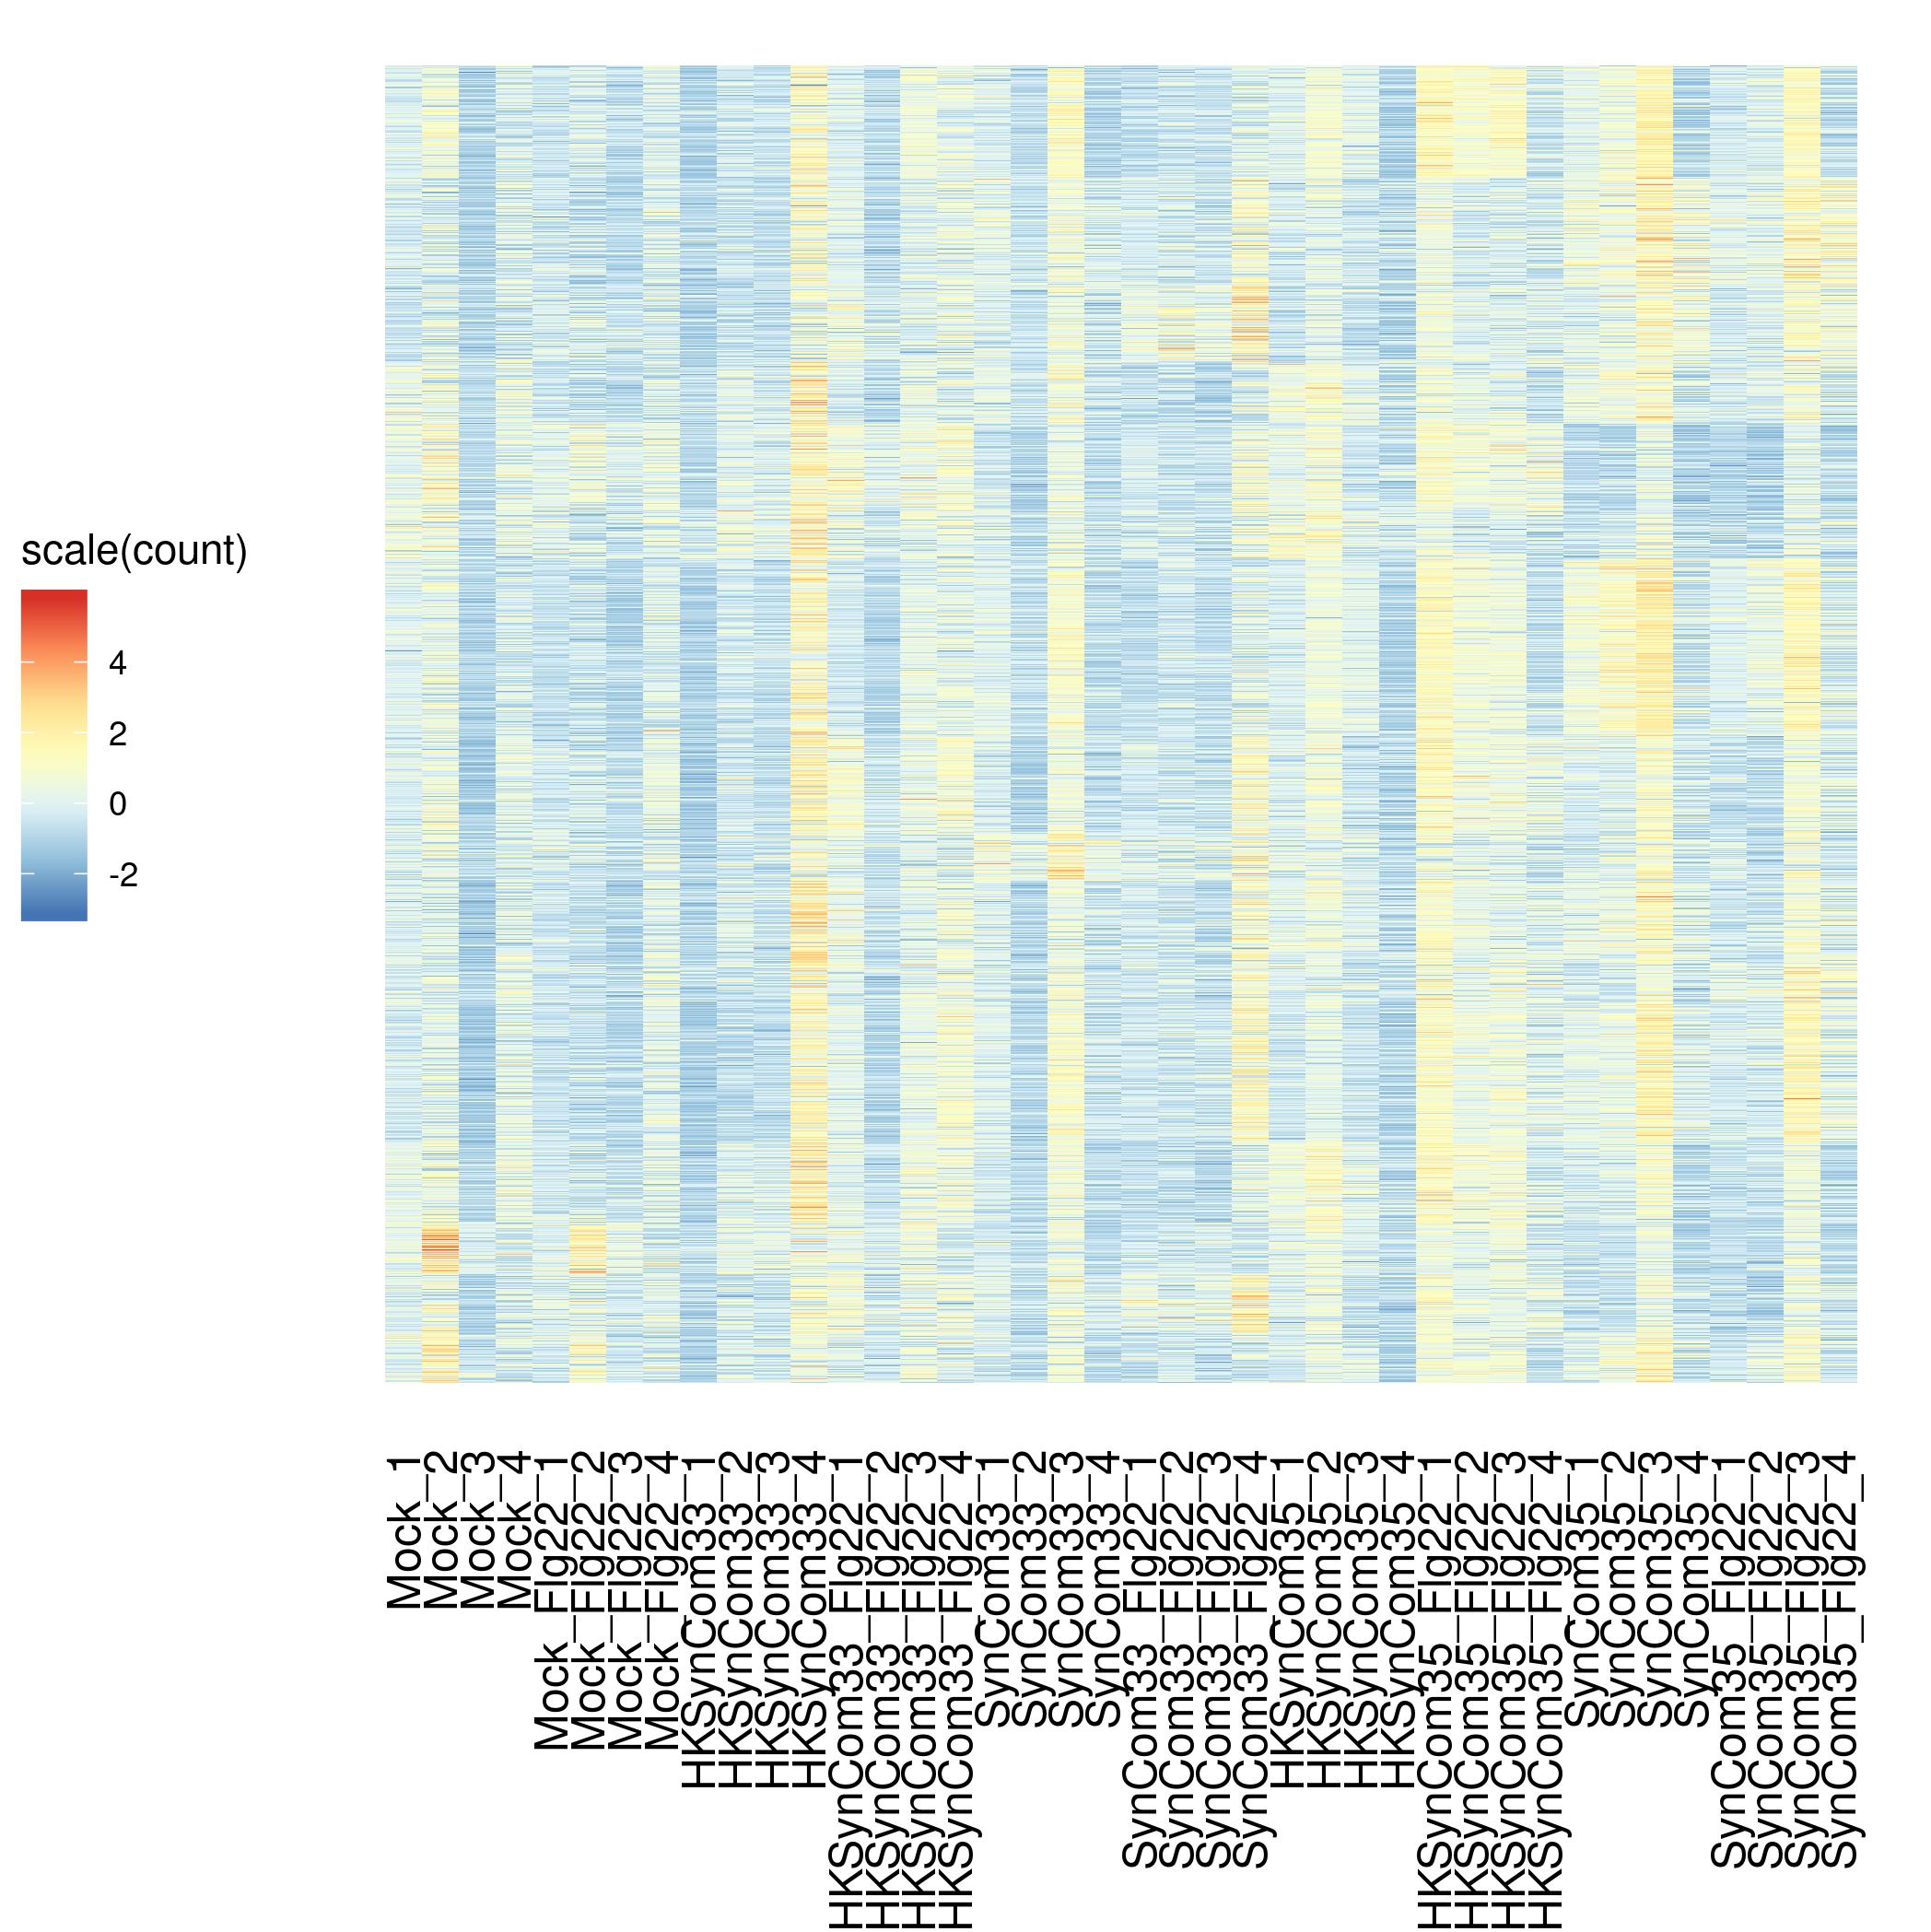 scale(count)
4
2
0
-2
Mock_1
Mock_2
Mock_3
Mock_4
Mock_Flg22_1
Mock_Flg22_2
Mock_Flg22_3
Mock_Flg22_4
HKSynCom33_1
HKSynCom33_2
HKSynCom33_3
HKSynCom33_4
HKSynCom33_Flg22_1
HKSynCom33_Flg22_2
HKSynCom33_Flg22_3
HKSynCom33_Flg22_4
SynCom33_1
SynCom33_2
SynCom33_3
SynCom33_4
SynCom33_Flg22_1
SynCom33_Flg22_2
SynCom33_Flg22_3
SynCom33_Flg22_4
HKSynCom35_1
HKSynCom35_2
HKSynCom35_3
HKSynCom35_4
HKSynCom35_Flg22_1
HKSynCom35_Flg22_2
HKSynCom35_Flg22_3
HKSynCom35_Flg22_4
SynCom35_1
SynCom35_2
SynCom35_3
SynCom35_4
SynCom35_Flg22_1
SynCom35_Flg22_2
SynCom35_Flg22_3
SynCom35_Flg22_4